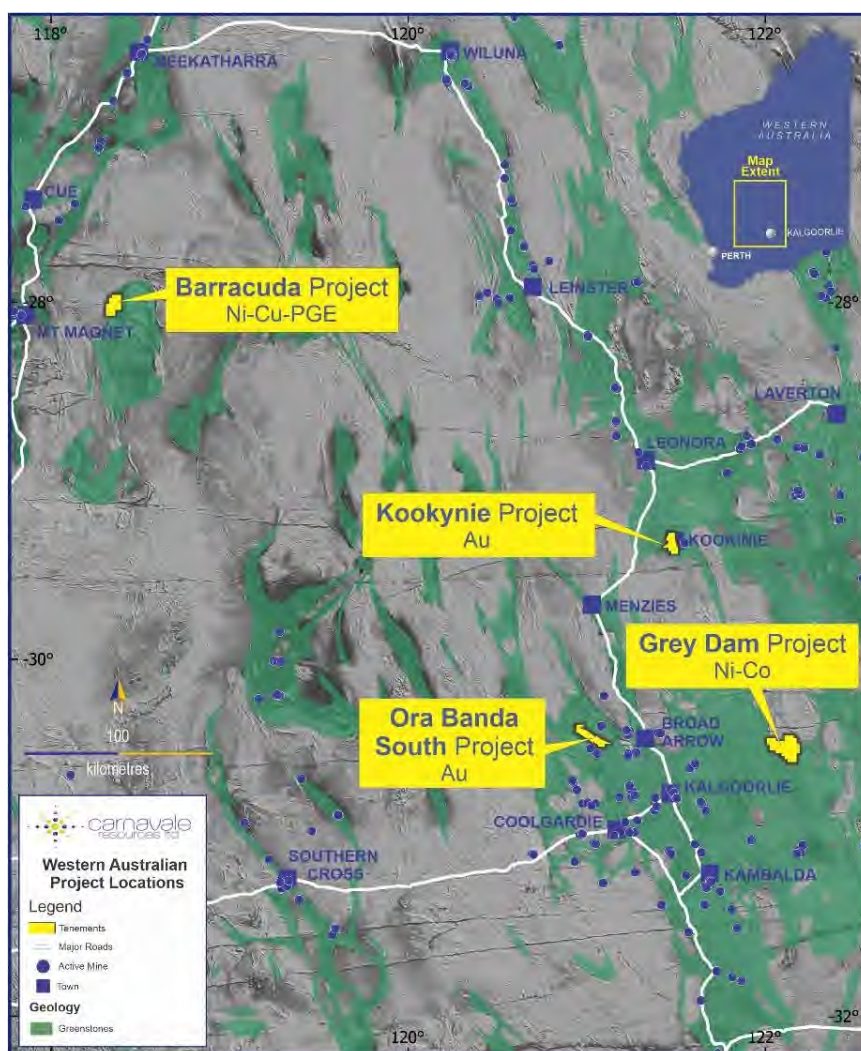 118°
120°
122°
MEEKATHARRA
WILUNA
WESTERN
AUSTRALIA
Map
Extent
KALGOORLIE
PERTH
CUE
Barracuda Project
Ni-Cu-PGE
LEINSTER
-28°
-28°
MT MAGNET
LAVERTON
LEONORA
Kookynie Project
Au
KOOKINIE
MENZIES
Grey Dam Project
Ni-Co
-30°
N
100
kilometres
Ora Banda
South Project
Au
BROAD
ARROW
KALGOORLIE
COOLGARDIE
SOUTHERN
CROSS
KAMBALDA
carnavale
resources ltd
Western Australian
Project Locations
Legend
Tenements
Major Roads
Active Mine
Town
Geology
Greenstones
120°
122°
-32°